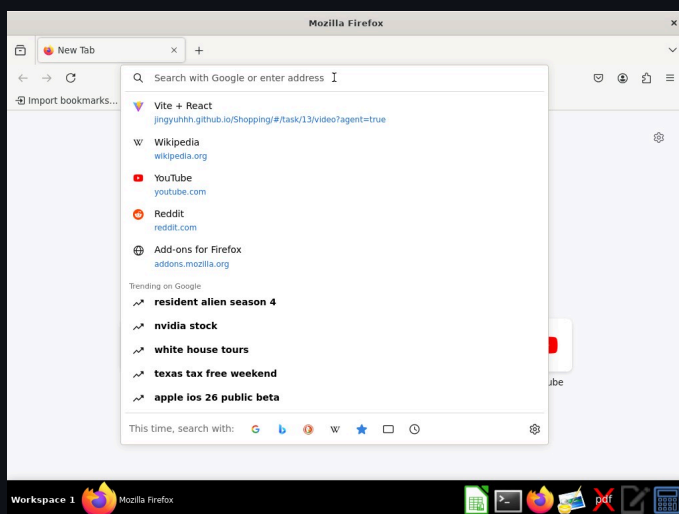 Mozilla Firefox
New Tab
Search with Google or enter address
Import bookmarks...
Vite + React
jingyuhhh.github.io/Shopping/#/task/13/video?agent=true
Wikipedia
wikipedia.org
YouTube
youtube.com
Reddit
reddit.com
Add-ons for Firefox
addons.mozilla.org
Trending on Google
resident alien season 4
nvidia stock
white house tours
texas tax free weekend
apple ios 26 public beta
ube
This time, search with:
Workspace 1
Mozilla Firefox
pdf